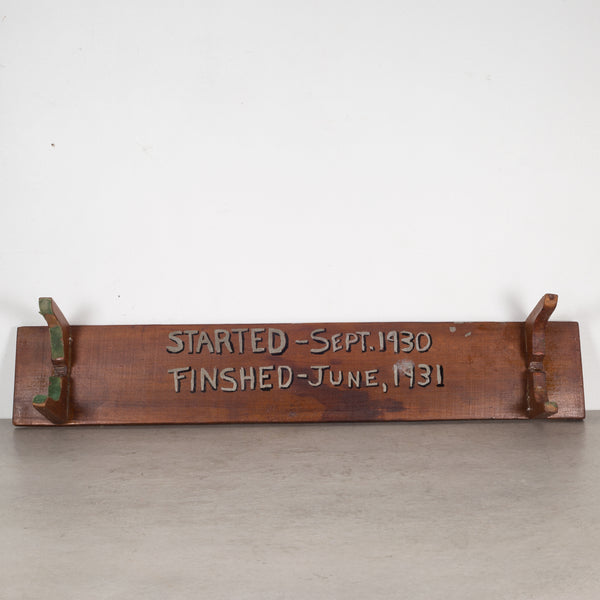 STARTED - SEPT. 1930
FINSHED - JUNE, 1931